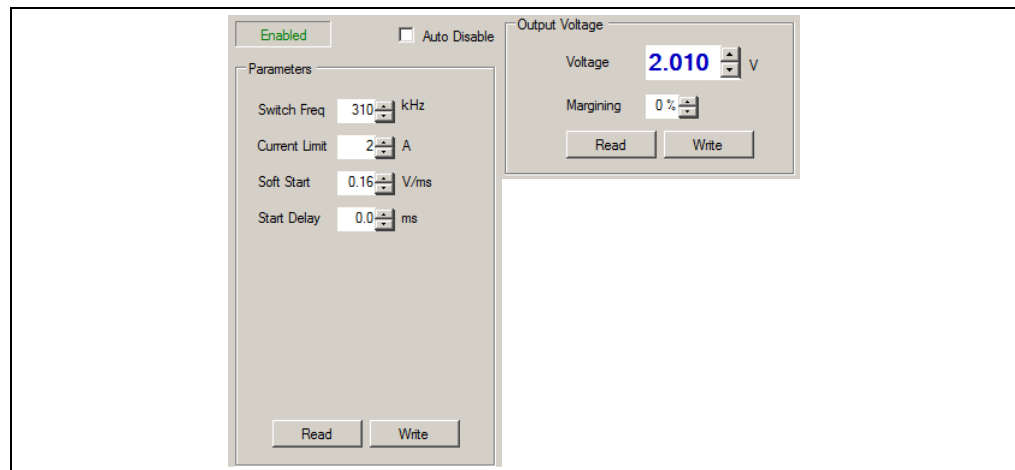 Enabled
Auto Disable
Parameters
Switch Freq 310 kHz
Current Limit 2 A
Soft Start 0.16 V/ms
Start Delay 0.0 ms
Read Write
Output Voltage
Voltage 2.010 V
Margining 0 %
Read Write